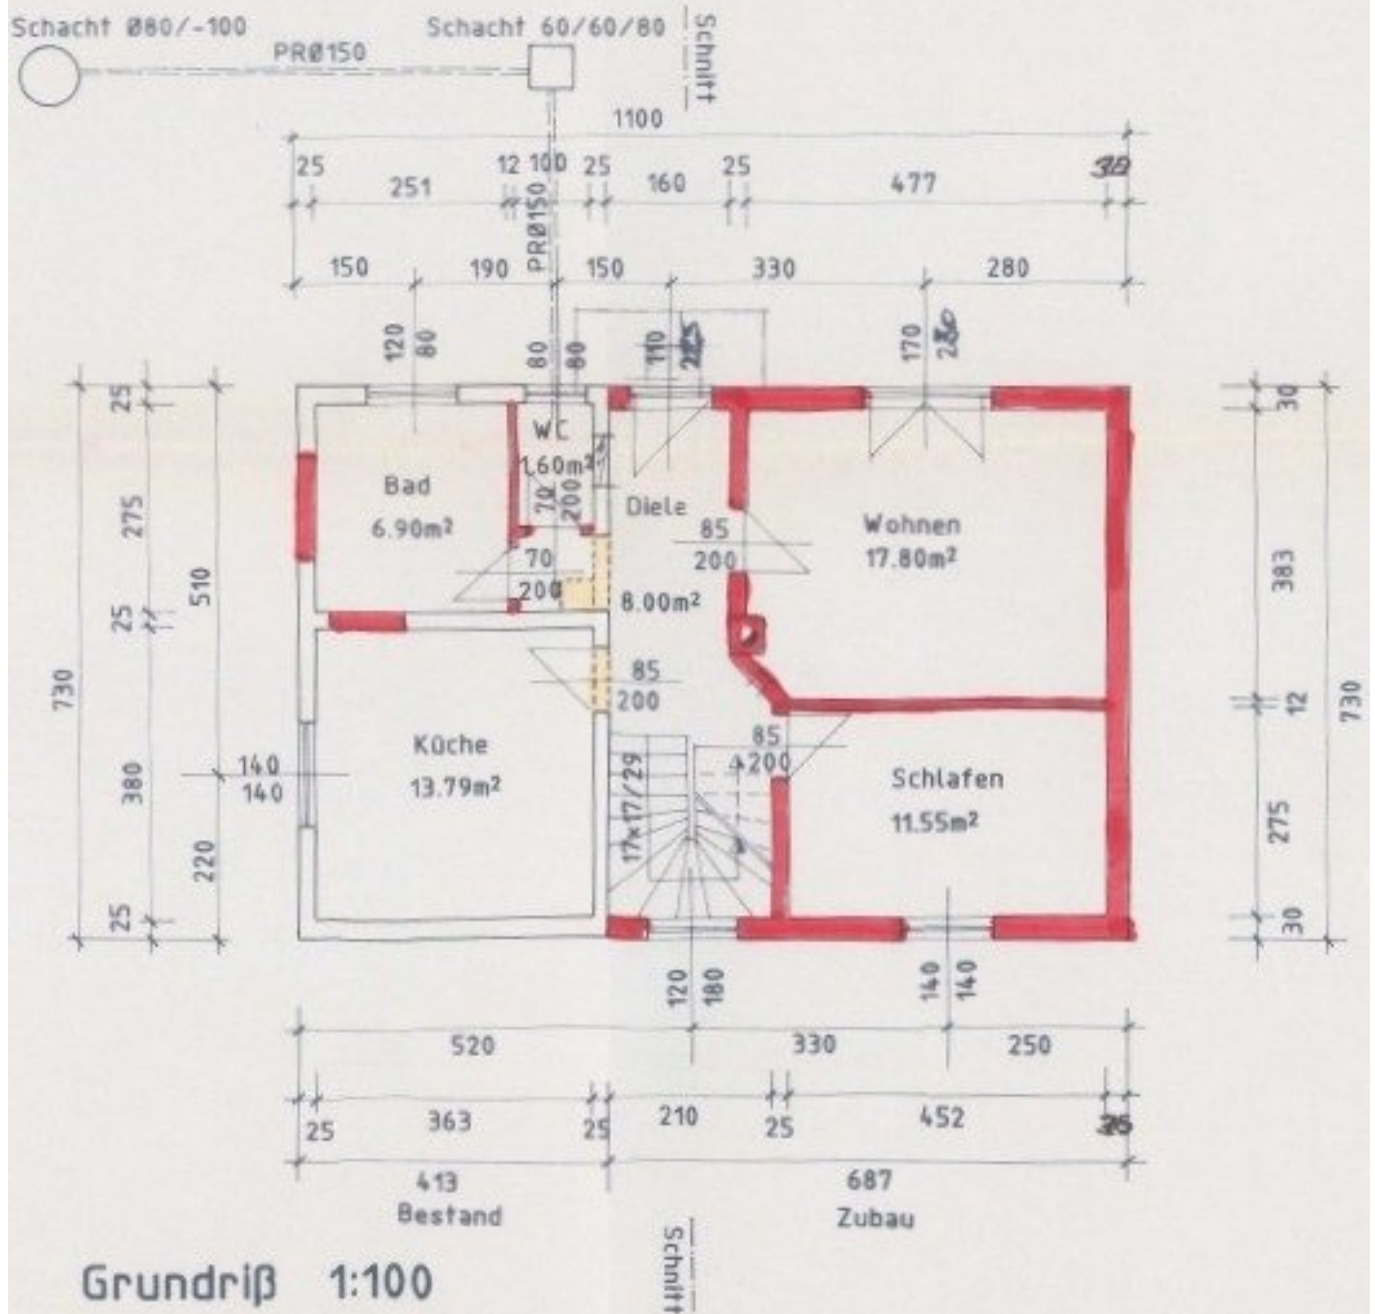 Schacht Ø80/-100
Schacht 60/60/80
Schnitt
PRØ150
1100
25 12 100 25 25
251 160 477
PRØ150
150 190 150 330 280
120
80
80
80
110
170
25
275
25
380
25
510
220
730
30
383
12
275
30
730
WC
1.60m²
70
200
Bad
6.90m²
70
200
Diele
8.00m²
85
200
Wohnen
17.80m²
85
200
Küche
13.79m²
140
140
17x17/29
85
200
Schlafen
11.55m²
120
180
140
140
520 330 250
25 363 25 210 25 452
413 687
Bestand Zubau
Schnitt
Grundriß 1:100